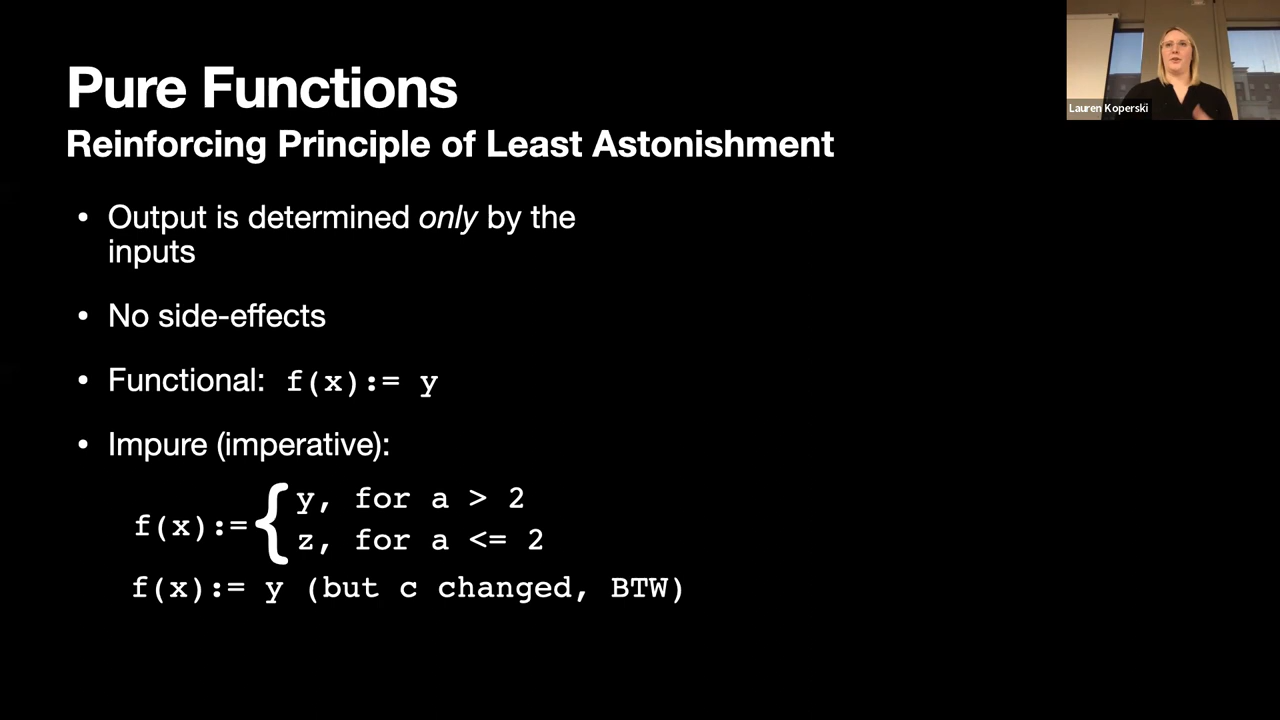 Pure Functions
Reinforcing Principle of Least Astonishment
• Output is determined only by the
inputs
• No side-effects
• Functional: f(x):= y
• Impure (imperative):
f(x):={ y, for a > 2
z, for a <= 2
f(x):= y (but c changed, BTW)
Lauren Koperski